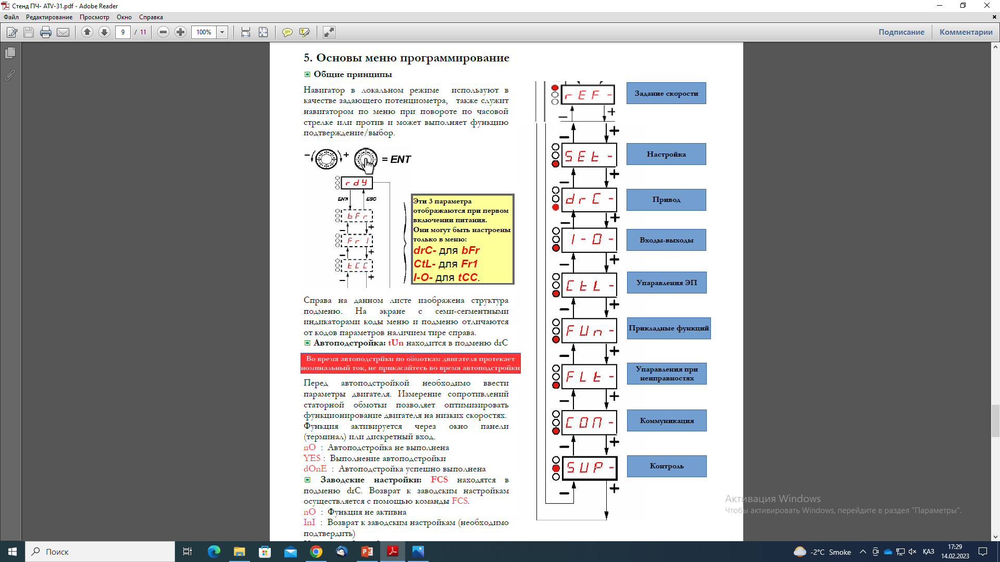 Стенд ПЧ- ATV-31.pdf - Adobe Reader
Файл Редактирование Просмотр Окно Справка
9 / 11 100% Подписание Комментарии
5. Основы меню программирование
Общие принципы
Навигатор в локальном режиме используют в
качестве задающего потенциометра, также служит
навигатором по меню при повороте по часовой
стрелке или против и может выполняет функцию
подтверждение/выбор.
– + = ENT
rdY
ENT ESC
bFr
– +
Fr1
– +
tCC
– +
Эти 3 параметра
отображаются при первом
включении питания.
Они могут быть настроены
только в меню:
drC- для bFr
CtL- для Fr1
I-O- для tCC.
Справа на данном листе изображена структура
подменю. На экране с семи-сегментными
индикаторами коды меню и подменю отличаются
от кодов параметров наличием тире справа.
Автоподстройка: tUn находится в подменю drC
Во время автоподстрйки по обмоткам двигателя протекает
номинальный ток, не прикасайтесь во время автоподстройки
Перед автоподстройкой необходимо ввести
параметры двигателя. Измерение сопротивлений
статорной обмотки позволяет оптимизировать
функционирование двигателя на низких скоростях.
Функция активируется через окно панели
(терминал) или дискретный вход.
nO : Автоподстройка не выполнена
YES : Выполнение автоподстройки
dOnE : Автоподстройка успешно выполнена
Заводские настройки: FCS находятся в
подменю drC. Возврат к заводским настройкам
осуществляется с помощью команды FCS.
nO : Функция не активна
InI : Возврат к заводским настройкам (необходимо
подтвердить)
rEF - Задание скорости
– +
– +
SEt - Настройка
– +
drC - Привод
– +
I-O - Входы-выходы
– +
CtL - Упаравления ЭП
– +
FUn - Прикладные функций
– +
FLt - Упаравления при
неиправностях
– +
COM - Коммуникация
– +
SUP - Контроль
– +
Активация Windows
Чтобы активировать Windows, перейдите в раздел "Параметры".
Поиск
-2°C Smoke ҚАЗ 17:29
14.02.2023